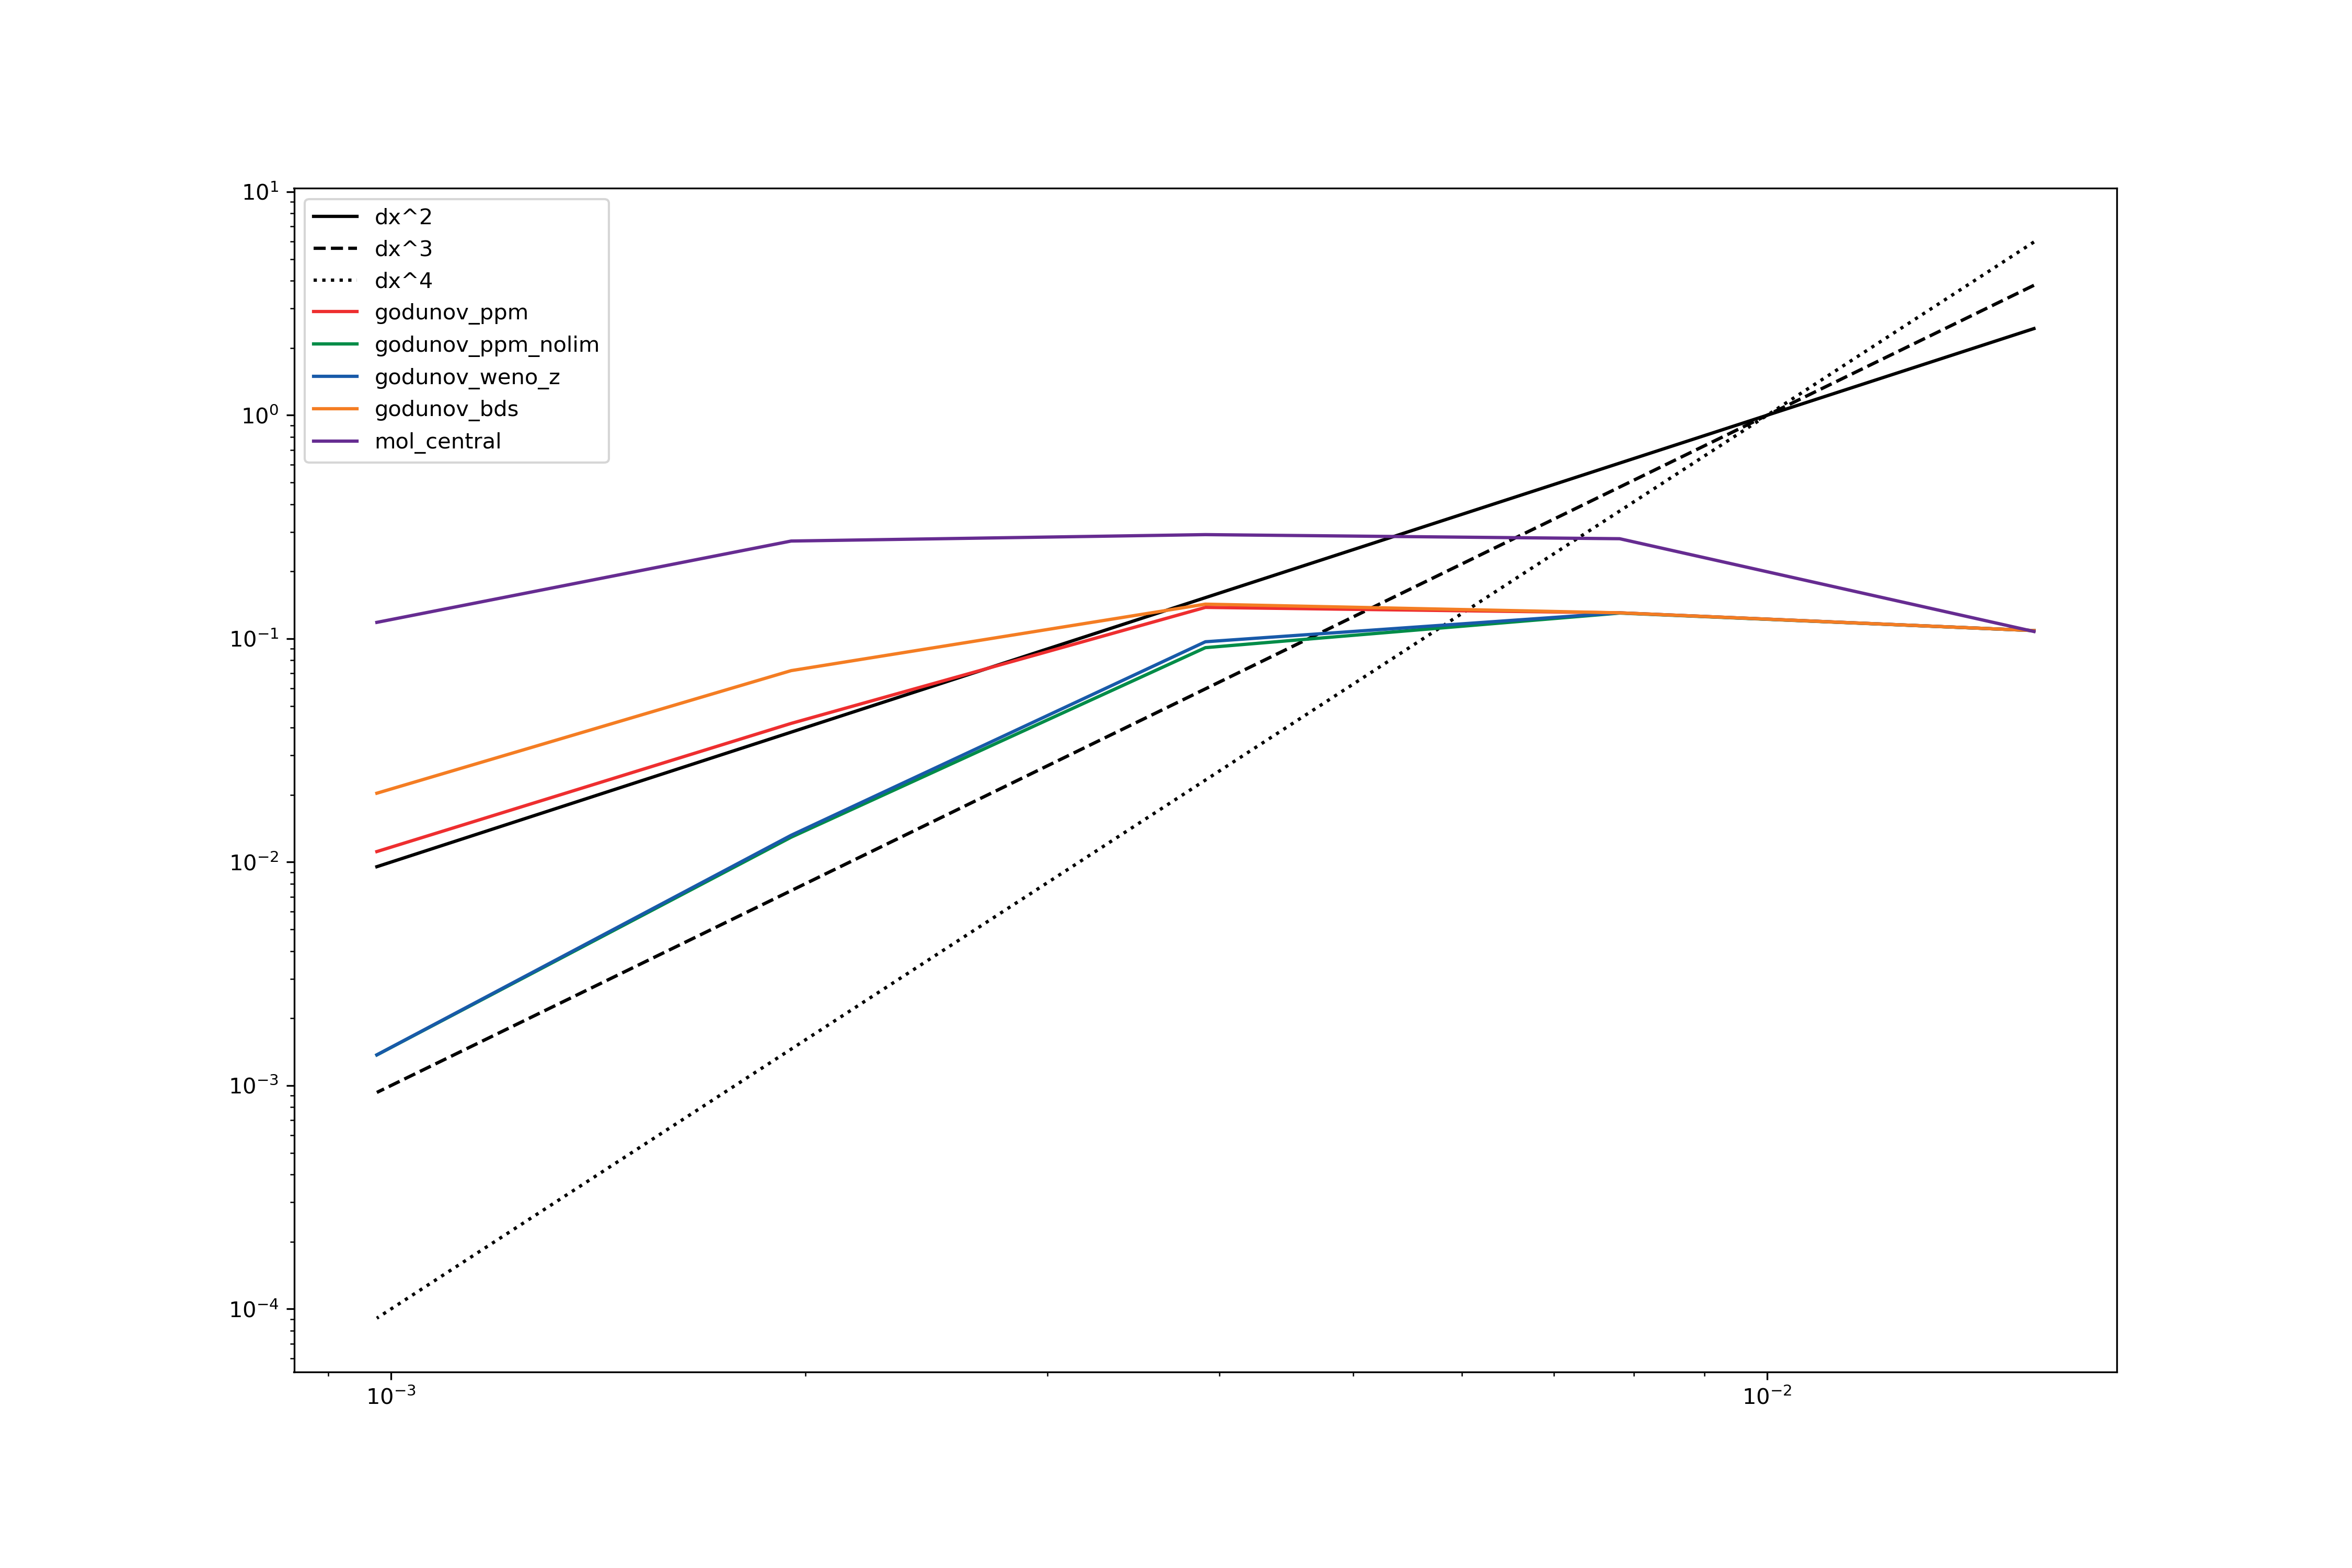 10^1
10^0
10^−1
10^−2
10^−3
10^−4
dx^2
dx^3
dx^4
godunov_ppm
godunov_ppm_nolim
godunov_weno_z
godunov_bds
mol_central
10^−3
10^−2